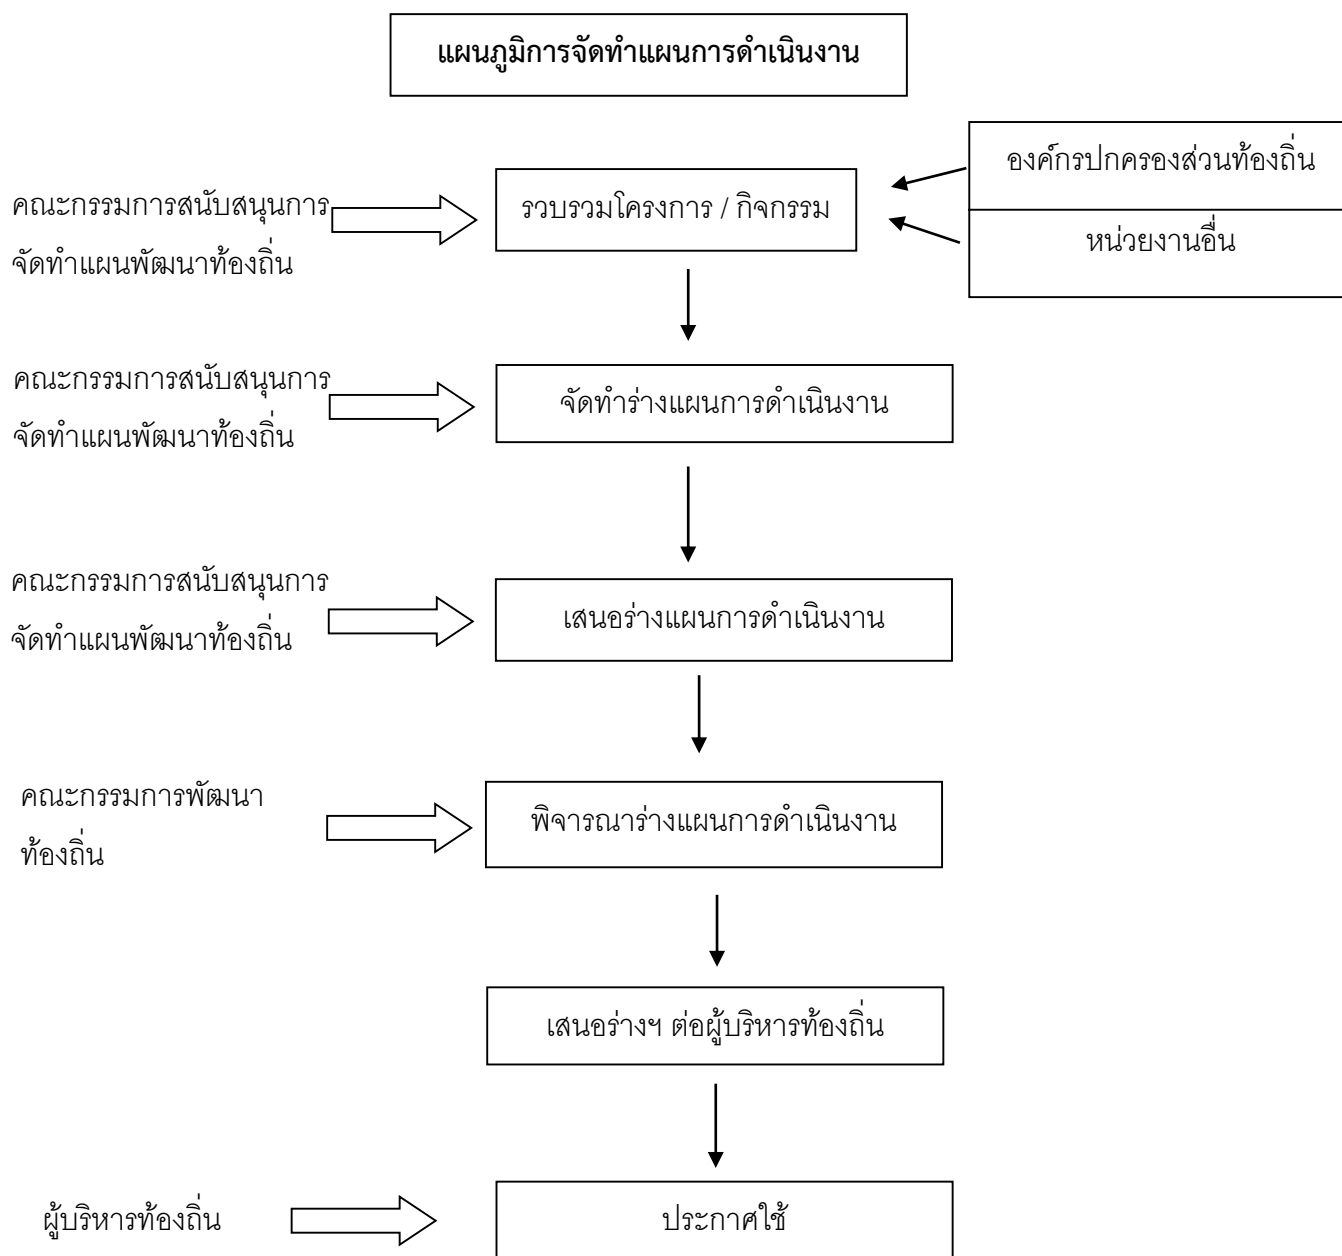 แผนภูมิการจัดทำแผนการดำเนินงาน
องค์กรปกครองส่วนท้องถิ่น
คณะกรรมการสนับสนุนการ
จัดทำแผนพัฒนาท้องถิ่น
รวบรวมโครงการ / กิจกรรม
หน่วยงานอื่น
คณะกรรมการสนับสนุนการ
จัดทำแผนพัฒนาท้องถิ่น
จัดทำร่างแผนการดำเนินงาน
คณะกรรมการสนับสนุนการ
จัดทำแผนพัฒนาท้องถิ่น
เสนอร่างแผนการดำเนินงาน
คณะกรรมการพัฒนา
ท้องถิ่น
พิจารณาร่างแผนการดำเนินงาน
เสนอร่างฯ ต่อผู้บริหารท้องถิ่น
ผู้บริหารท้องถิ่น
ประกาศใช้